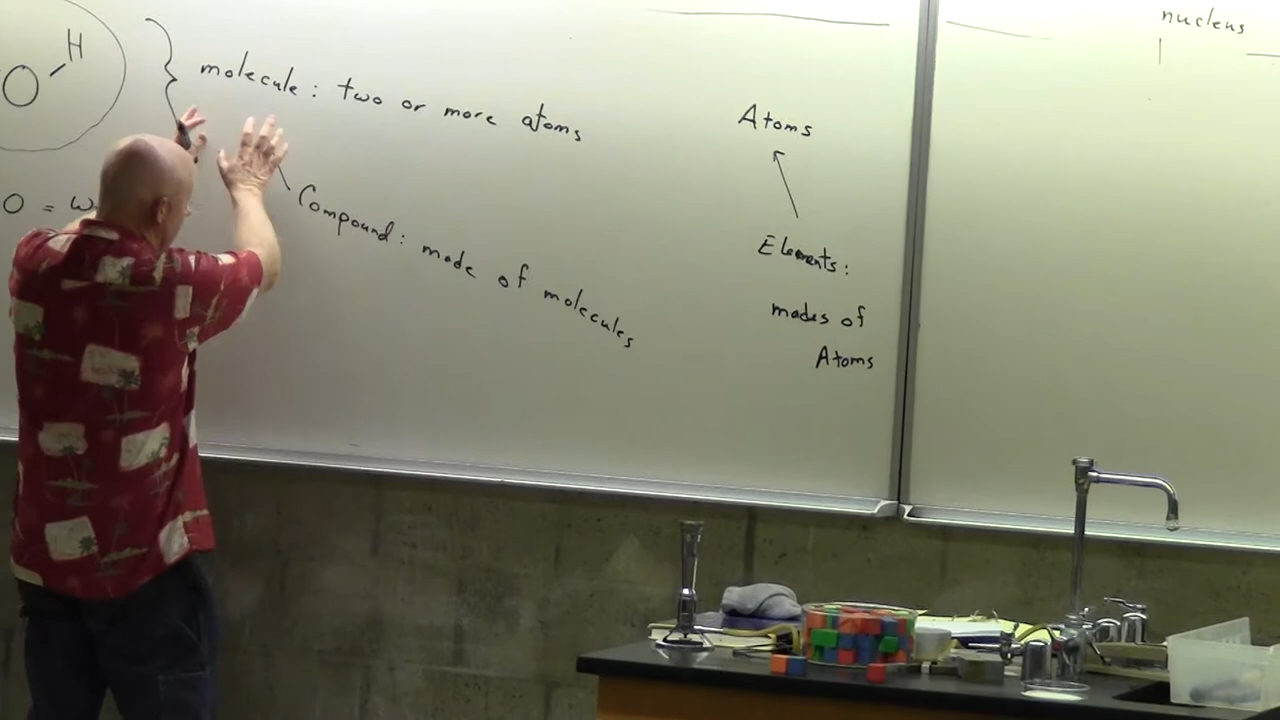 nucleus
H
O
molecule: two or more atoms
Atoms
O = w
Compound: made of molecules
Elements:
mades of
Atoms